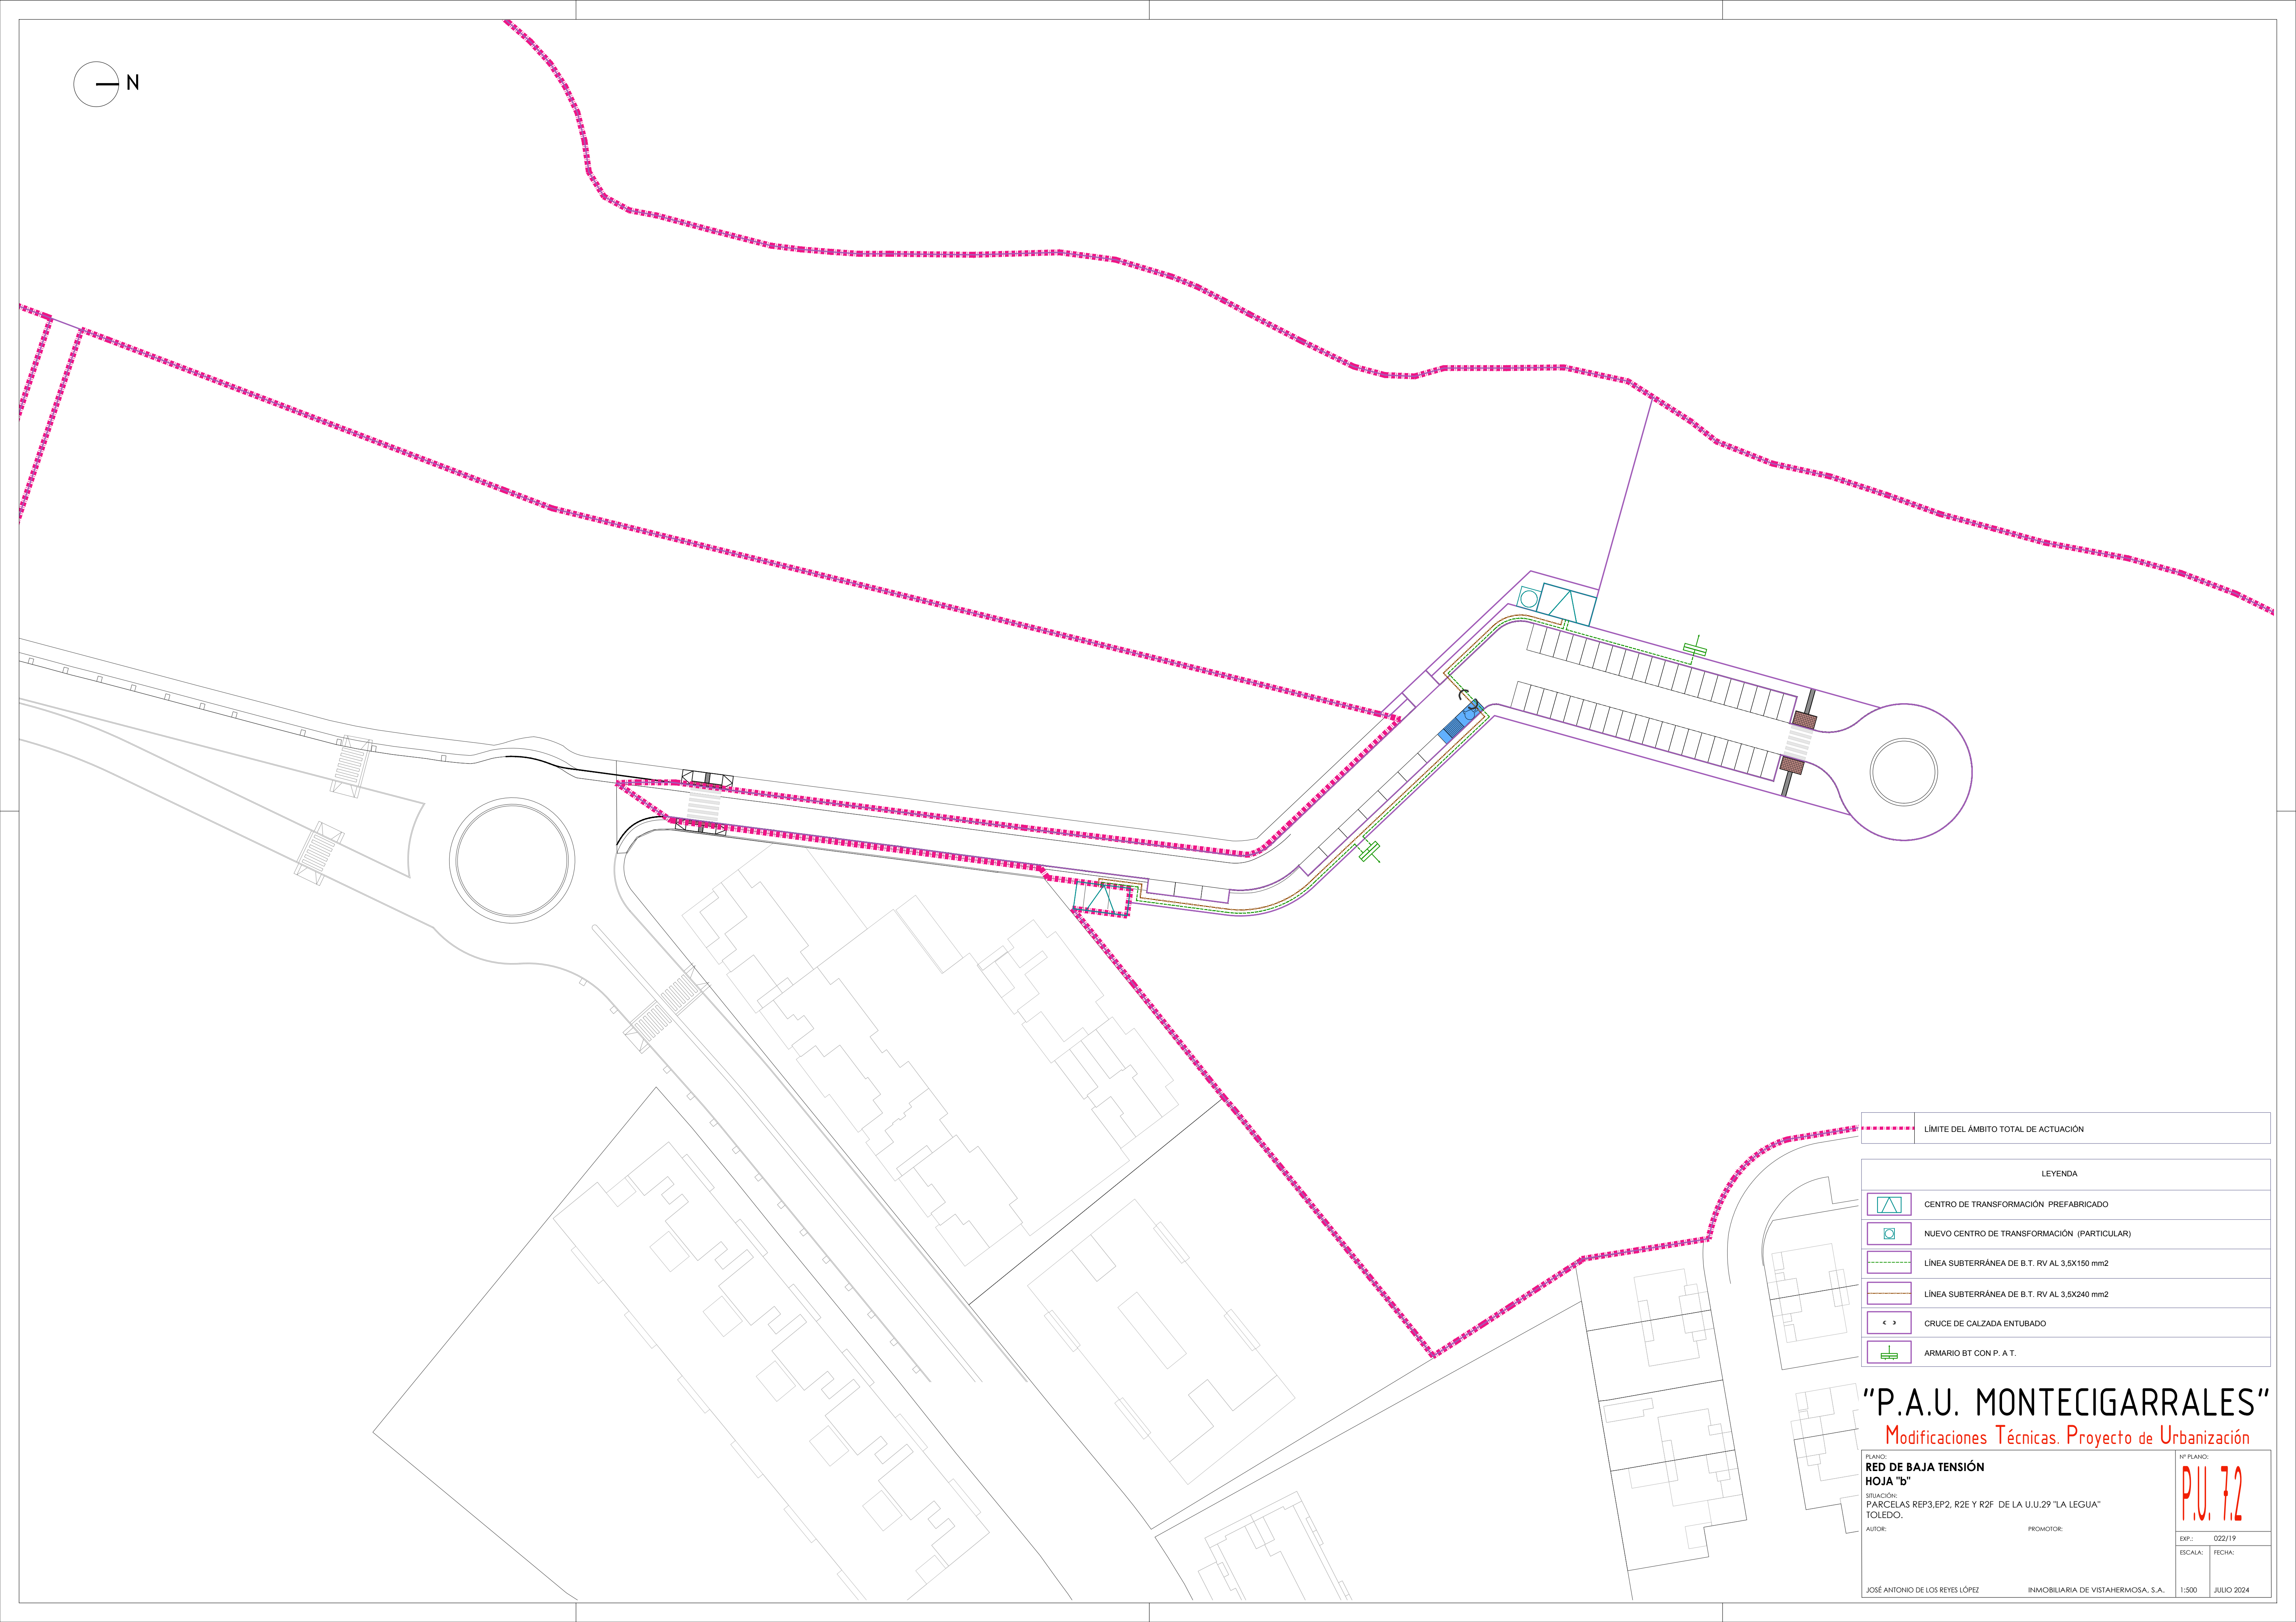 N
LÍMITE DEL ÁMBITO TOTAL DE ACTUACIÓN
LEYENDA
CENTRO DE TRANSFORMACIÓN PREFABRICADO
NUEVO CENTRO DE TRANSFORMACIÓN (PARTICULAR)
LÍNEA SUBTERRÁNEA DE B.T. RV AL 3,5X150 mm2
LÍNEA SUBTERRÁNEA DE B.T. RV AL 3,5X240 mm2
CRUCE DE CALZADA ENTUBADO
ARMARIO BT CON P. A T.
"P.A.U. MONTECIGARRALES"
Modificaciones Técnicas. Proyecto de Urbanización
PLANO:
RED DE BAJA TENSIÓN
HOJA "b"
SITUACIÓN:
PARCELAS REP3,EP2, R2E Y R2F DE LA U.U.29 "LA LEGUA"
TOLEDO.
AUTOR:
PROMOTOR:
JOSÉ ANTONIO DE LOS REYES LÓPEZ
INMOBILIARIA DE VISTAHERMOSA, S.A.
Nº PLANO:
P.U. 7.2
EXP.: 022/19
ESCALA: FECHA:
1:500 JULIO 2024